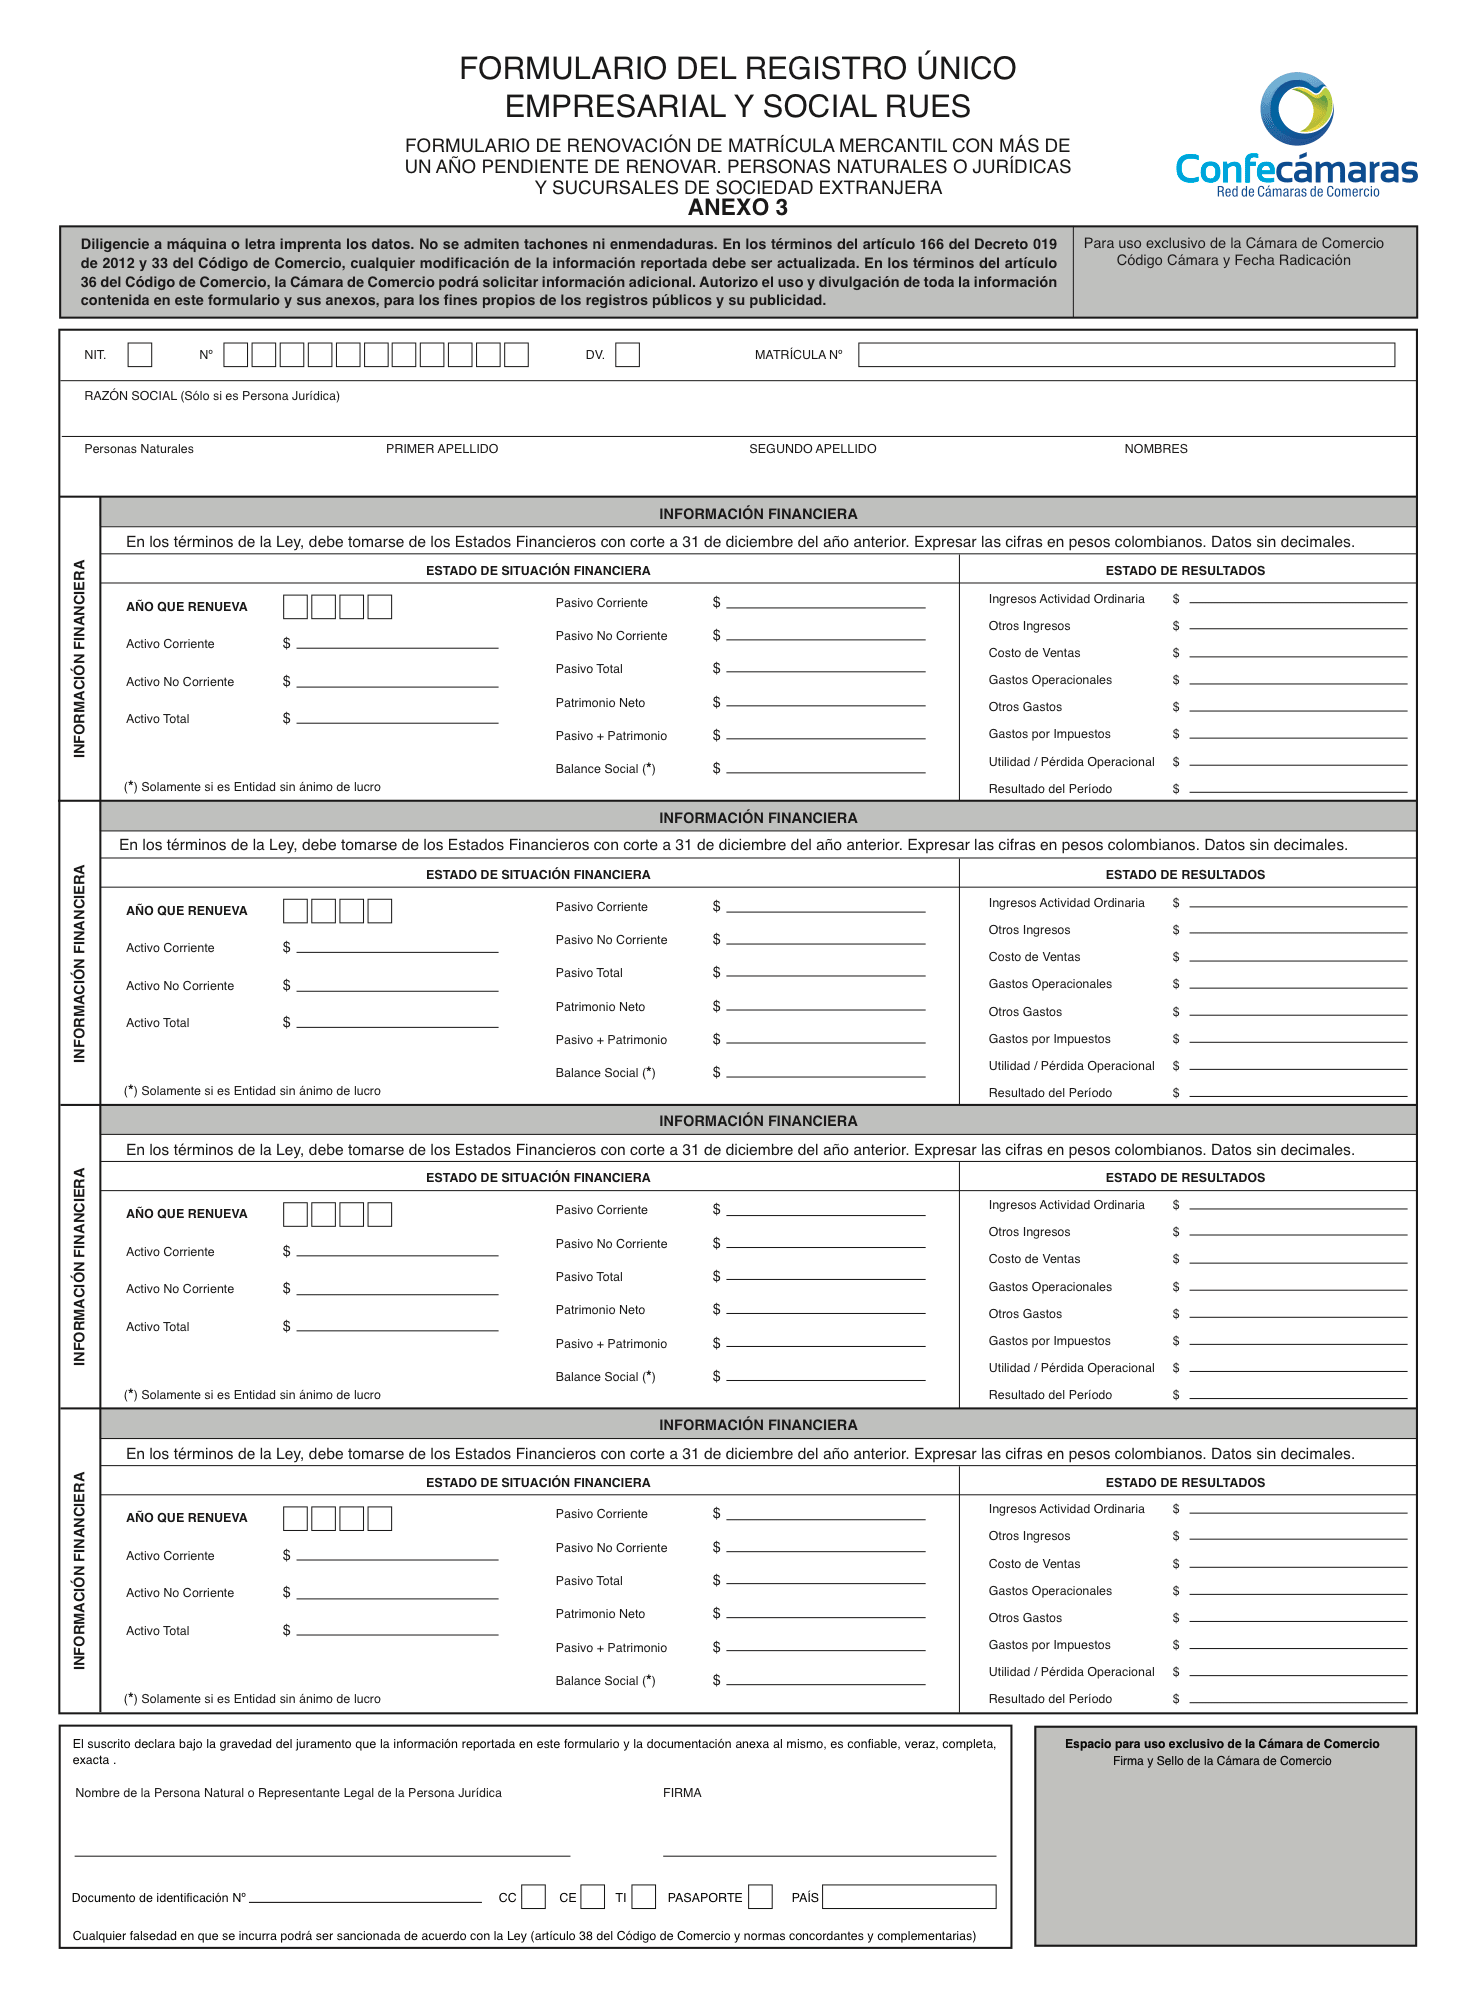 FORMULARIO DEL REGISTRO ÚNICO
EMPRESARIAL Y SOCIAL RUES
FORMULARIO DE RENOVACIÓN DE MATRÍCULA MERCANTIL CON MÁS DE
UN AÑO PENDIENTE DE RENOVAR. PERSONAS NATURALES O JURÍDICAS
Y SUCURSALES DE SOCIEDAD EXTRANJERA
ANEXO 3
Confecámaras
Red de Cámaras de Comercio
Diligencie a máquina o letra imprenta los datos. No se admiten tachones ni enmendaduras. En los términos del artículo 166 del Decreto 019
de 2012 y 33 del Código de Comercio, cualquier modificación de la información reportada debe ser actualizada. En los términos del artículo
36 del Código de Comercio, la Cámara de Comercio podrá solicitar información adicional. Autorizo el uso y divulgación de toda la información
contenida en este formulario y sus anexos, para los fines propios de los registros públicos y su publicidad.
Para uso exclusivo de la Cámara de Comercio
Código Cámara y Fecha Radicación
NIT. Nº DV. MATRÍCULA Nº
RAZÓN SOCIAL (Sólo si es Persona Jurídica)
Personas Naturales PRIMER APELLIDO SEGUNDO APELLIDO NOMBRES
INFORMACIÓN FINANCIERA
INFORMACIÓN FINANCIERA
En los términos de la Ley, debe tomarse de los Estados Financieros con corte a 31 de diciembre del año anterior. Expresar las cifras en pesos colombianos. Datos sin decimales.
ESTADO DE SITUACIÓN FINANCIERA
AÑO QUE RENUEVA
Activo Corriente $
Activo No Corriente $
Activo Total $
(*) Solamente si es Entidad sin ánimo de lucro
Pasivo Corriente $
Pasivo No Corriente $
Pasivo Total $
Patrimonio Neto $
Pasivo + Patrimonio $
Balance Social (*) $
ESTADO DE RESULTADOS
Ingresos Actividad Ordinaria $
Otros Ingresos $
Costo de Ventas $
Gastos Operacionales $
Otros Gastos $
Gastos por Impuestos $
Utilidad / Pérdida Operacional $
Resultado del Período $
INFORMACIÓN FINANCIERA
INFORMACIÓN FINANCIERA
En los términos de la Ley, debe tomarse de los Estados Financieros con corte a 31 de diciembre del año anterior. Expresar las cifras en pesos colombianos. Datos sin decimales.
ESTADO DE SITUACIÓN FINANCIERA
AÑO QUE RENUEVA
Activo Corriente $
Activo No Corriente $
Activo Total $
(*) Solamente si es Entidad sin ánimo de lucro
Pasivo Corriente $
Pasivo No Corriente $
Pasivo Total $
Patrimonio Neto $
Pasivo + Patrimonio $
Balance Social (*) $
ESTADO DE RESULTADOS
Ingresos Actividad Ordinaria $
Otros Ingresos $
Costo de Ventas $
Gastos Operacionales $
Otros Gastos $
Gastos por Impuestos $
Utilidad / Pérdida Operacional $
Resultado del Período $
INFORMACIÓN FINANCIERA
INFORMACIÓN FINANCIERA
En los términos de la Ley, debe tomarse de los Estados Financieros con corte a 31 de diciembre del año anterior. Expresar las cifras en pesos colombianos. Datos sin decimales.
ESTADO DE SITUACIÓN FINANCIERA
AÑO QUE RENUEVA
Activo Corriente $
Activo No Corriente $
Activo Total $
(*) Solamente si es Entidad sin ánimo de lucro
Pasivo Corriente $
Pasivo No Corriente $
Pasivo Total $
Patrimonio Neto $
Pasivo + Patrimonio $
Balance Social (*) $
ESTADO DE RESULTADOS
Ingresos Actividad Ordinaria $
Otros Ingresos $
Costo de Ventas $
Gastos Operacionales $
Otros Gastos $
Gastos por Impuestos $
Utilidad / Pérdida Operacional $
Resultado del Período $
INFORMACIÓN FINANCIERA
INFORMACIÓN FINANCIERA
En los términos de la Ley, debe tomarse de los Estados Financieros con corte a 31 de diciembre del año anterior. Expresar las cifras en pesos colombianos. Datos sin decimales.
ESTADO DE SITUACIÓN FINANCIERA
AÑO QUE RENUEVA
Activo Corriente $
Activo No Corriente $
Activo Total $
(*) Solamente si es Entidad sin ánimo de lucro
Pasivo Corriente $
Pasivo No Corriente $
Pasivo Total $
Patrimonio Neto $
Pasivo + Patrimonio $
Balance Social (*) $
ESTADO DE RESULTADOS
Ingresos Actividad Ordinaria $
Otros Ingresos $
Costo de Ventas $
Gastos Operacionales $
Otros Gastos $
Gastos por Impuestos $
Utilidad / Pérdida Operacional $
Resultado del Período $
El suscrito declara bajo la gravedad del juramento que la información reportada en este formulario y la documentación anexa al mismo, es confiable, veraz, completa,
exacta .
Nombre de la Persona Natural o Representante Legal de la Persona Jurídica FIRMA
Documento de identificación Nº CC CE TI PASAPORTE PAÍS
Cualquier falsedad en que se incurra podrá ser sancionada de acuerdo con la Ley (artículo 38 del Código de Comercio y normas concordantes y complementarias)
Espacio para uso exclusivo de la Cámara de Comercio
Firma y Sello de la Cámara de Comercio